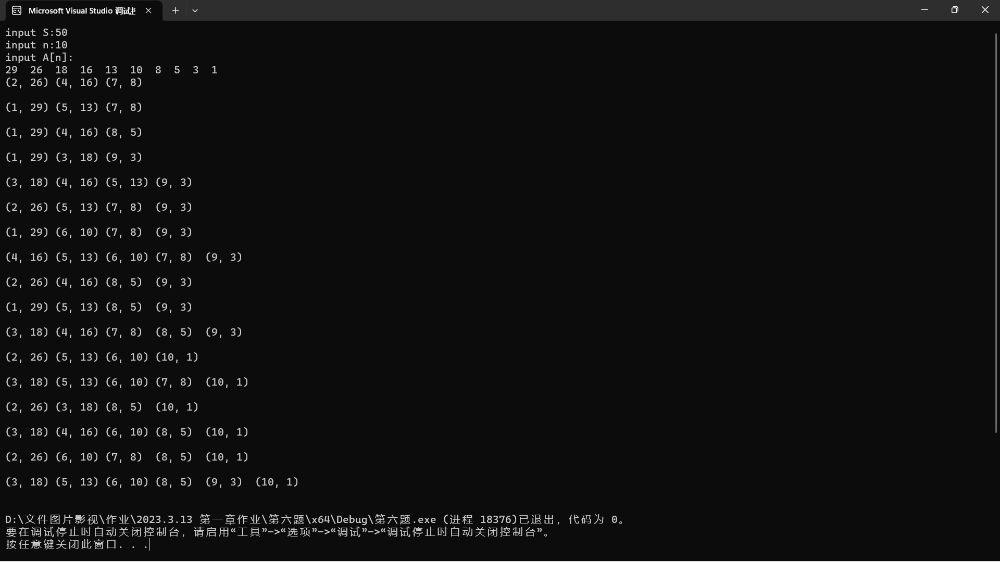 Microsoft Visual Studio 调试
input S:50
input n:10
input A[n]:
29  26  18  16  13  10  8  5  3  1
(2, 26) (4, 16) (7, 8)
(1, 29) (5, 13) (7, 8)
(1, 29) (4, 16) (8, 5)
(1, 29) (3, 18) (9, 3)
(3, 18) (4, 16) (5, 13) (9, 3)
(2, 26) (5, 13) (7, 8)  (9, 3)
(1, 29) (6, 10) (7, 8)  (9, 3)
(4, 16) (5, 13) (6, 10) (7, 8)  (9, 3)
(2, 26) (4, 16) (8, 5)  (9, 3)
(1, 29) (5, 13) (8, 5)  (9, 3)
(3, 18) (4, 16) (7, 8)  (8, 5)  (9, 3)
(2, 26) (5, 13) (6, 10) (10, 1)
(3, 18) (5, 13) (6, 10) (7, 8)  (10, 1)
(2, 26) (3, 18) (8, 5)  (10, 1)
(3, 18) (4, 16) (6, 10) (8, 5)  (10, 1)
(2, 26) (6, 10) (7, 8)  (8, 5)  (10, 1)
(3, 18) (5, 13) (6, 10) (8, 5)  (9, 3)  (10, 1)
D:\文件图片影视\作业\2023.3.13 第一章作业\第六题\x64\Debug\第六题.exe (进程 18376)已退出，代码为 0。
要在调试停止时自动关闭控制台，请启用“工具”->“选项”->“调试”->“调试停止时自动关闭控制台”。
按任意键关闭此窗口. . .